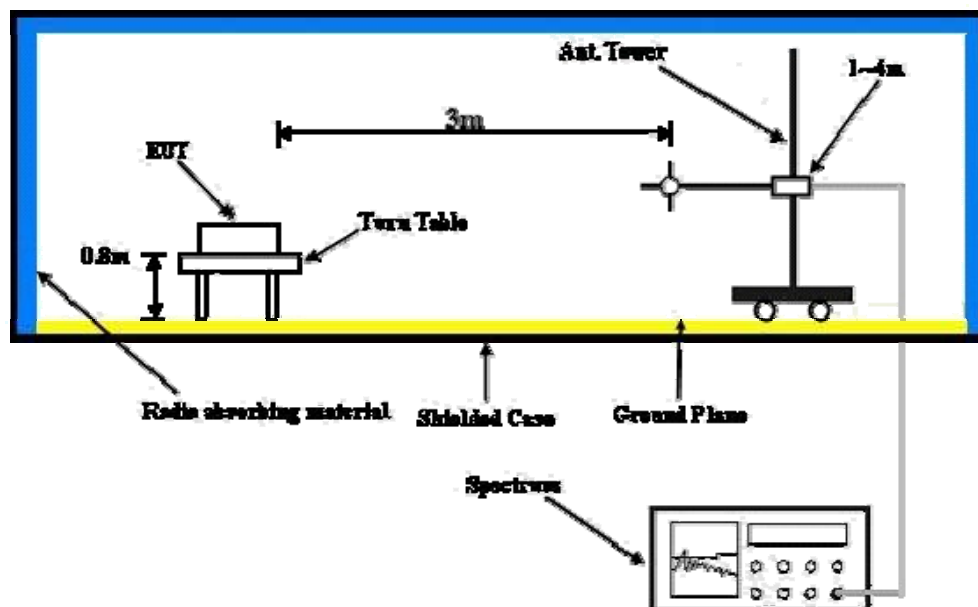 Ant. Tower
1~4m
3m
EUT
Turn Table
0.8m
Radio absorbing material
Shielded Case
Ground Plane
Spectrum